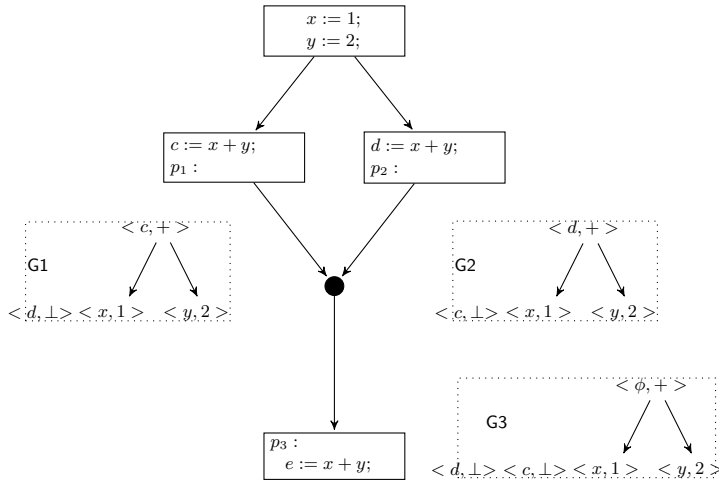 x := 1;
y := 2;
c := x + y;
p₁ :
d := x + y;
p₂ :
< c, + >
G1
< d, ⊥ > < x, 1 > < y, 2 >
< d, + >
G2
< c, ⊥ > < x, 1 > < y, 2 >
p₃ :
e := x + y;
< ϕ, + >
G3
< d, ⊥ > < c, ⊥ > < x, 1 > < y, 2 >